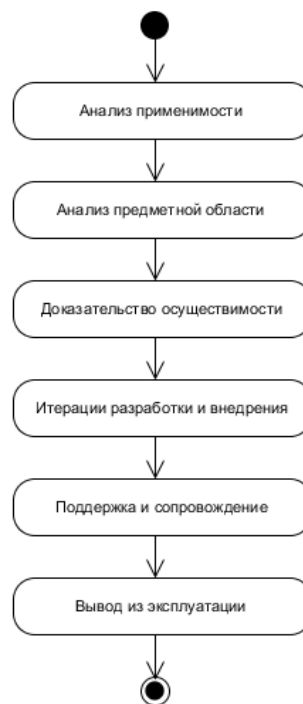 Анализ применимости
Анализ предметной области
Доказательство осуществимости
Итерации разработки и внедрения
Поддержка и сопровождение
Вывод из эксплуатации